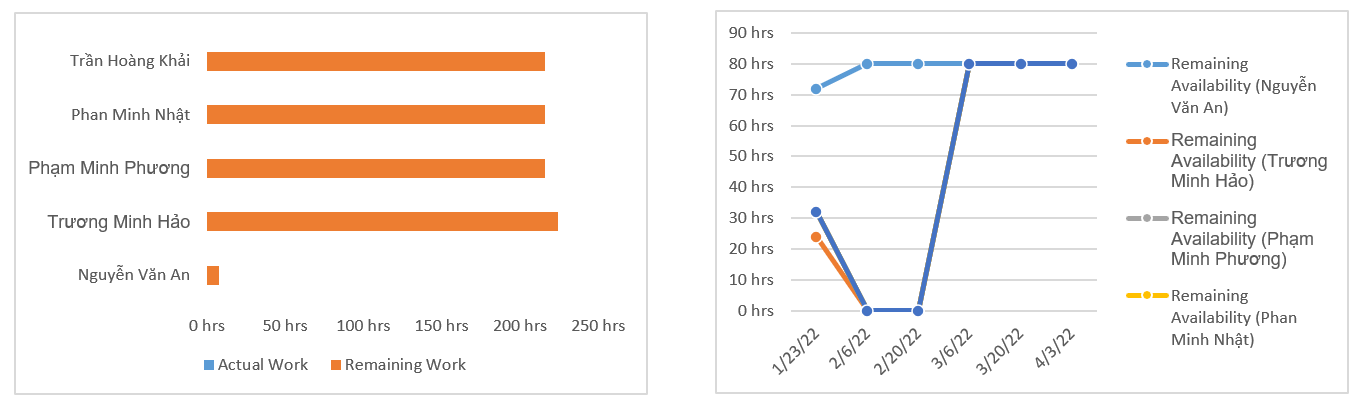 Trần Hoàng Khải
Phan Minh Nhật
Phạm Minh Phương
Trương Minh Hảo
Nguyễn Văn An
0 hrs 50 hrs 100 hrs 150 hrs 200 hrs 250 hrs
Actual Work Remaining Work
90 hrs
80 hrs
70 hrs
60 hrs
50 hrs
40 hrs
30 hrs
20 hrs
10 hrs
0 hrs
1/23/22 2/6/22 2/20/22 3/6/22 3/20/22 4/3/22
Remaining
Availability (Nguyễn
Văn An)
Remaining
Availability (Trương
Minh Hảo)
Remaining
Availability (Phạm
Minh Phương)
Remaining
Availability (Phan
Minh Nhật)